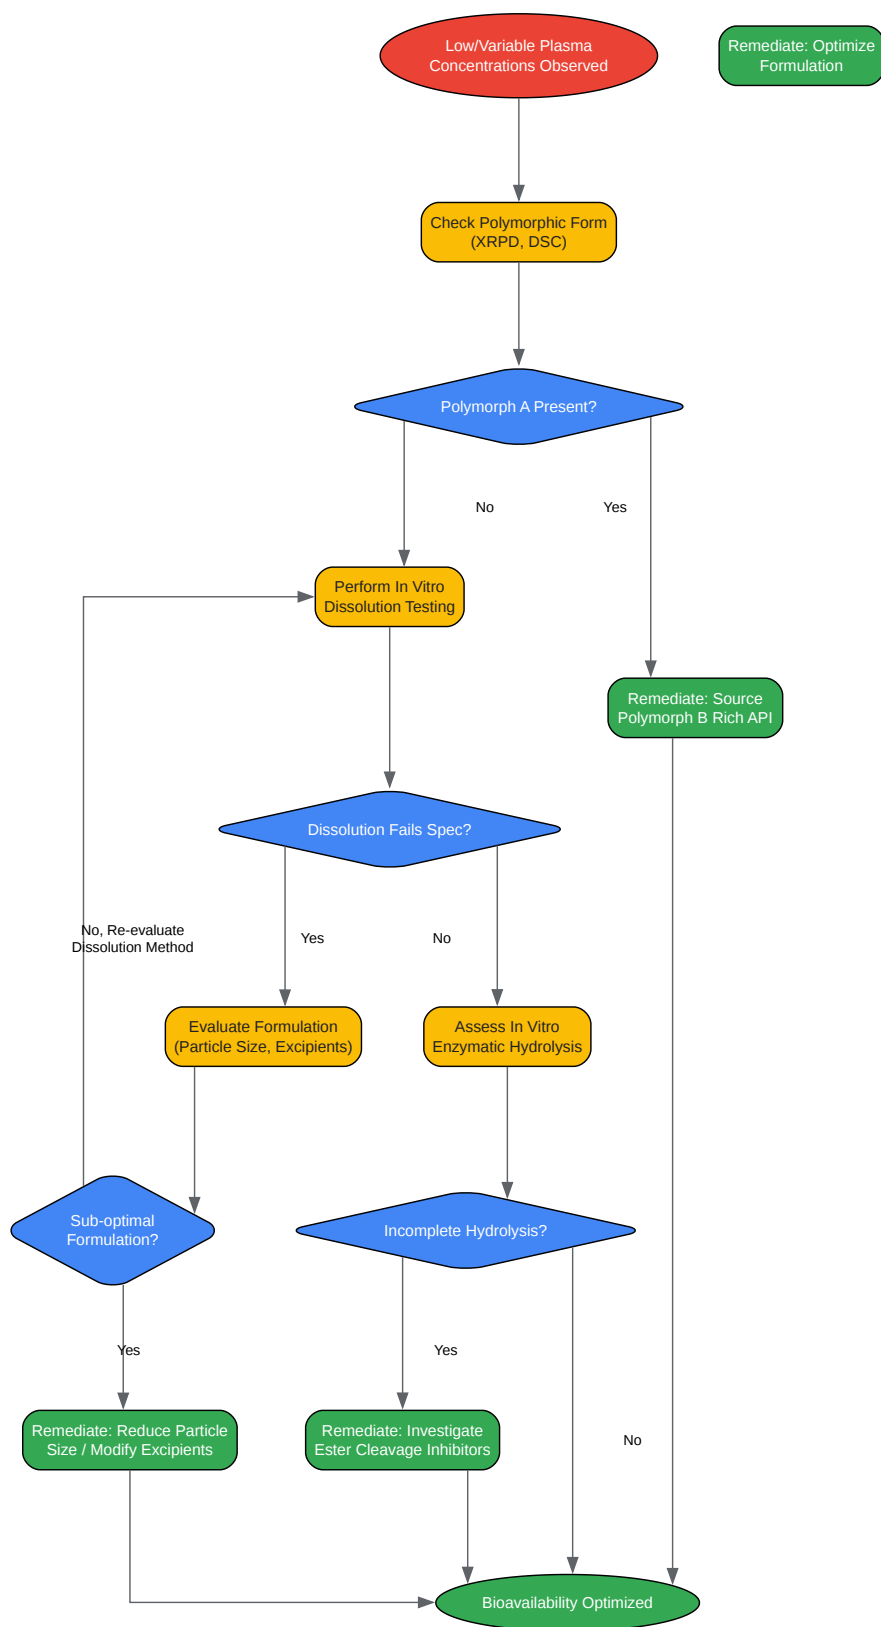 Low/Variable Plasma
Concentrations Observed
Remediate: Optimize
Formulation
Check Polymorphic Form
(XRPD, DSC)
Polymorph A Present?
No
Yes
Perform In Vitro
Dissolution Testing
Remediate: Source
Polymorph B Rich API
Dissolution Fails Spec?
No, Re-evaluate
Dissolution Method
Yes
No
Evaluate Formulation
(Particle Size, Excipients)
Assess In Vitro
Enzymatic Hydrolysis
Sub-optimal
Formulation?
Incomplete Hydrolysis?
Yes
Yes
Remediate: Reduce Particle
Size / Modify Excipients
Remediate: Investigate
Ester Cleavage Inhibitors
No
Bioavailability Optimized